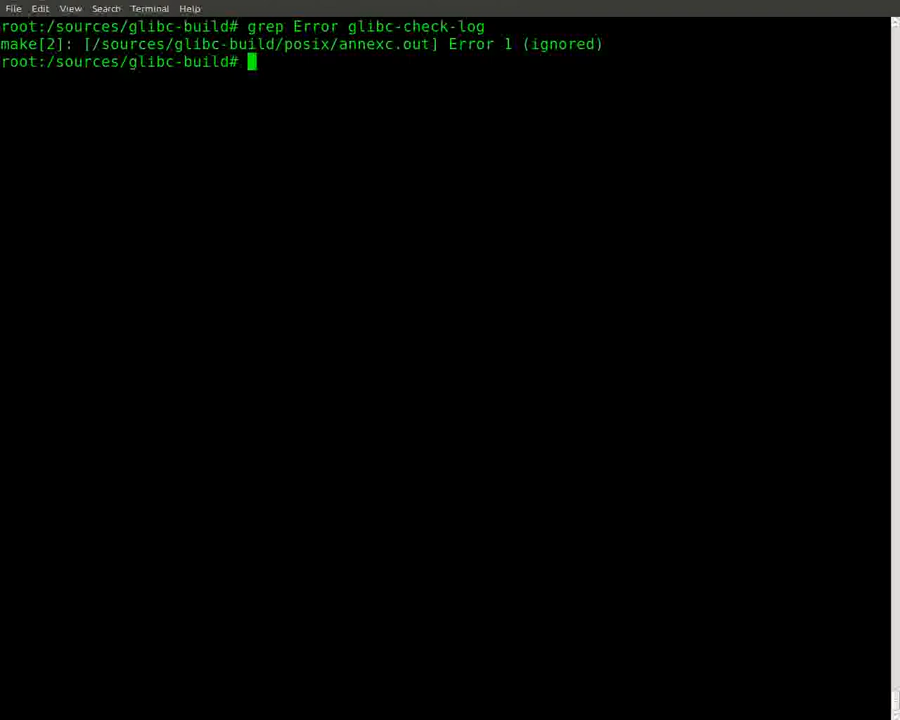 File Edit View Search Terminal Help
root:/sources/glibc-build# grep Error glibc-check-log
make[2]: [/sources/glibc-build/posix/annexc.out] Error 1 (ignored)
root:/sources/glibc-build#